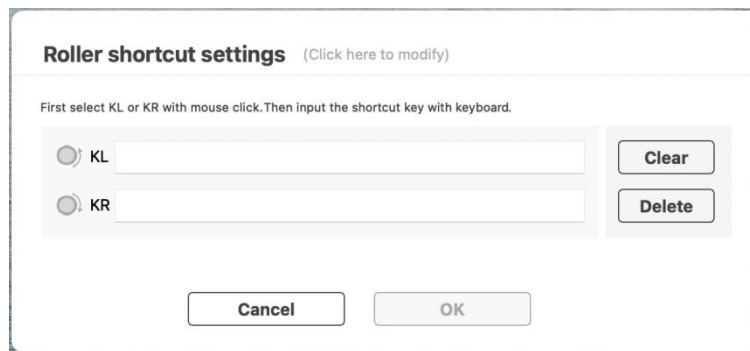 Roller shortcut settings (Click here to modify)
First select KL or KR with mouse click.Then input the shortcut key with keyboard.
KL Clear
KR Delete
Cancel OK